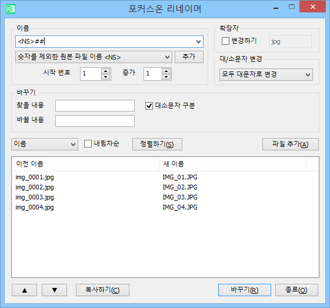 포커스온 리네이머
이름
<NS>##
숫자를 제외한 원본 파일 이름 <NS>
추가
시작 번호 1 증가 1
확장자
변경하기 jpg
대/소문자 변경
모두 대문자로 변경
바꾸기
찾을 내용
대소문자 구분
바꿀 내용
이름
내림차순
정렬하기(S)
파일 추가(A)
이전 이름 새 이름
img_0001.jpg IMG_01.JPG
img_0002.jpg IMG_02.JPG
img_0003.jpg IMG_03.JPG
img_0004.jpg IMG_04.JPG
복사하기(C)
바꾸기(R)
종료(O)